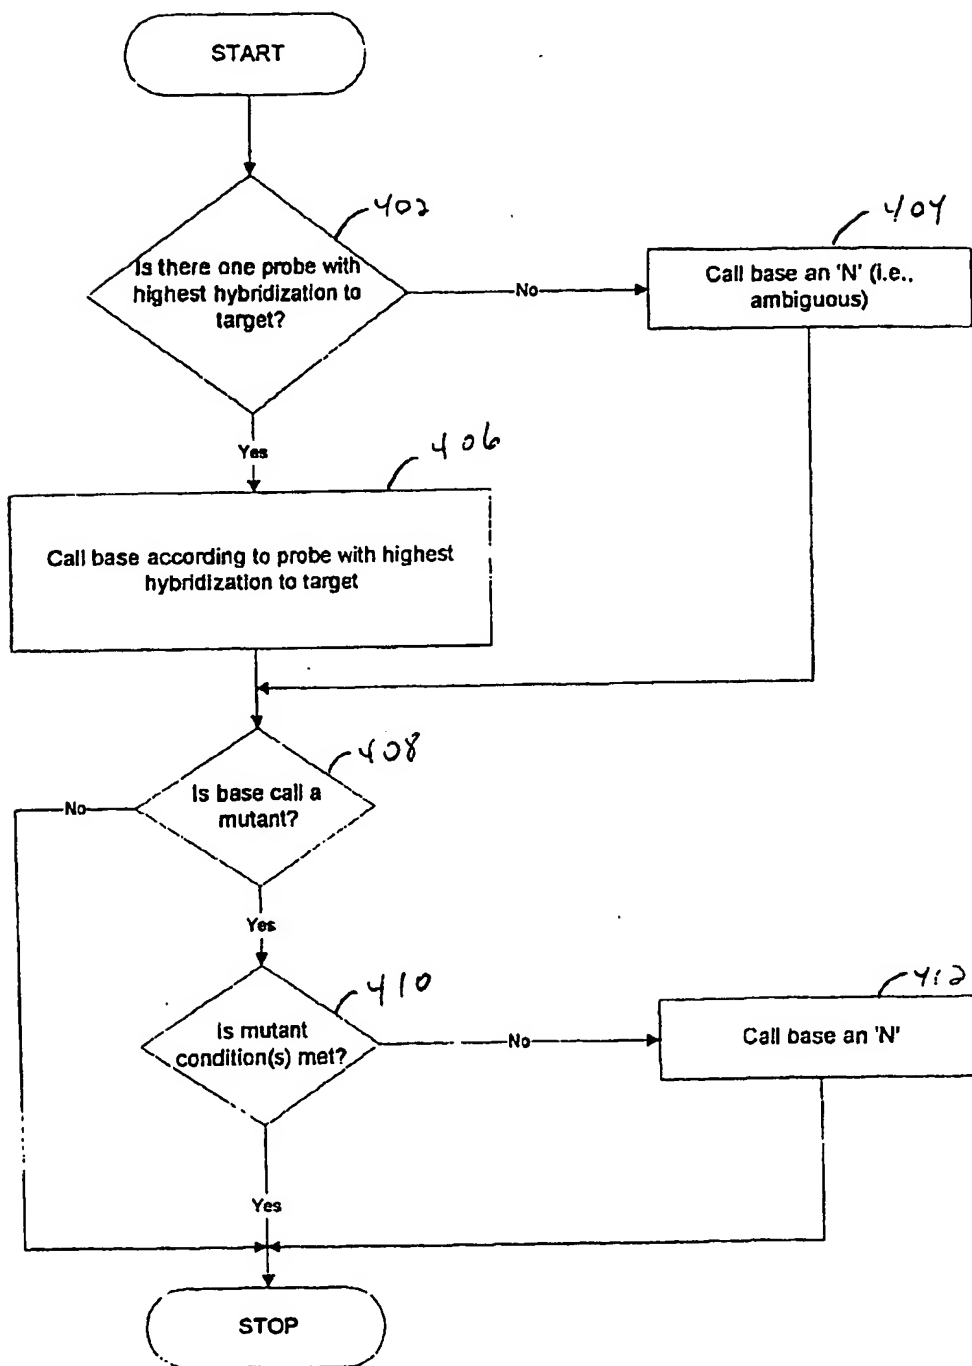 START
402
Is there one probe with
highest hybridization to
target?
No
404
Call base an 'N' (i.e.,
ambiguous)
Yes
406
Call base according to probe with highest
hybridization to target
408
Is base call a
mutant?
No
Yes
410
Is mutant
condition(s) met?
No
412
Call base an 'N'
Yes
STOP